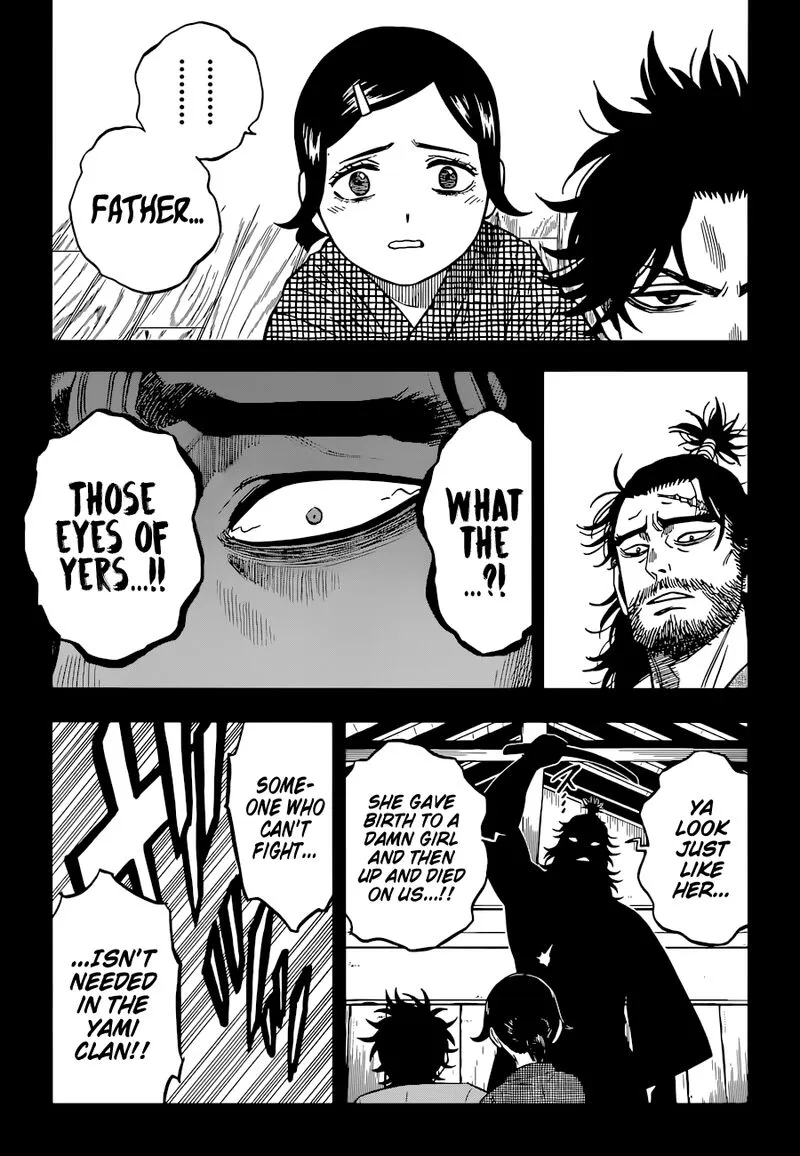 FATHER...
WHAT
THE
...?!
THOSE
EYES OF
YERS...!!
YA
LOOK
JUST
LIKE
HER...
SHE GAVE
BIRTH TO A
DAMN GIRL
AND THEN
UP AND DIED
ON US...!!
SOME-
ONE WHO
CAN'T
FIGHT...
...ISN'T
NEEDED
IN THE
YAMI
CLAN!!